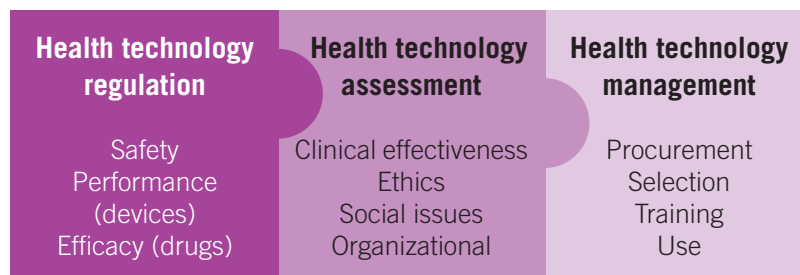 Health technology
regulation
Safety
Performance
(devices)
Efficacy (drugs)
Health technology
assessment
Clinical effectiveness
Ethics
Social issues
Organizational
Health technology
management
Procurement
Selection
Training
Use